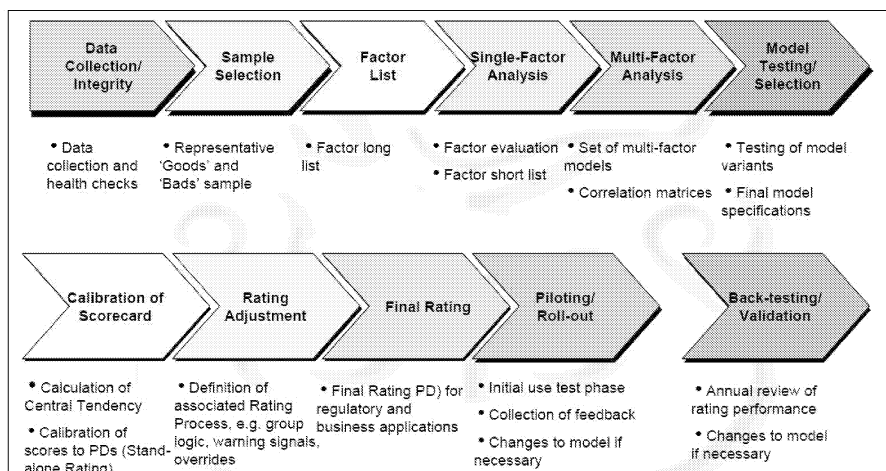 Data
Collection/
Integrity
Sample
Selection
Factor
List
Single-Factor
Analysis
Multi-Factor
Analysis
Model
Testing/
Selection
• Data
collection and
health checks
• Representative
'Goods' and
'Bads' sample
• Factor long
list
• Factor evaluation
• Factor short list
• Set of multi-factor
models
• Correlation matrices
• Testing of model
variants
• Final model
specifications
Calibration of
Scorecard
Rating
Adjustment
Final Rating
Piloting/
Roll-out
Back-testing/
Validation
• Calculation of
Central Tendency
• Calibration of
scores to PDs (Stand-
alone Rating)
• Definition of
associated Rating
Process, e.g. group
logic, warning signals,
overrides
• Final Rating PD) for
regulatory and
business applications
• Initial use test phase
• Collection of feedback
• Changes to model if
necessary
• Annual review of
rating performance
• Changes to model
if necessary